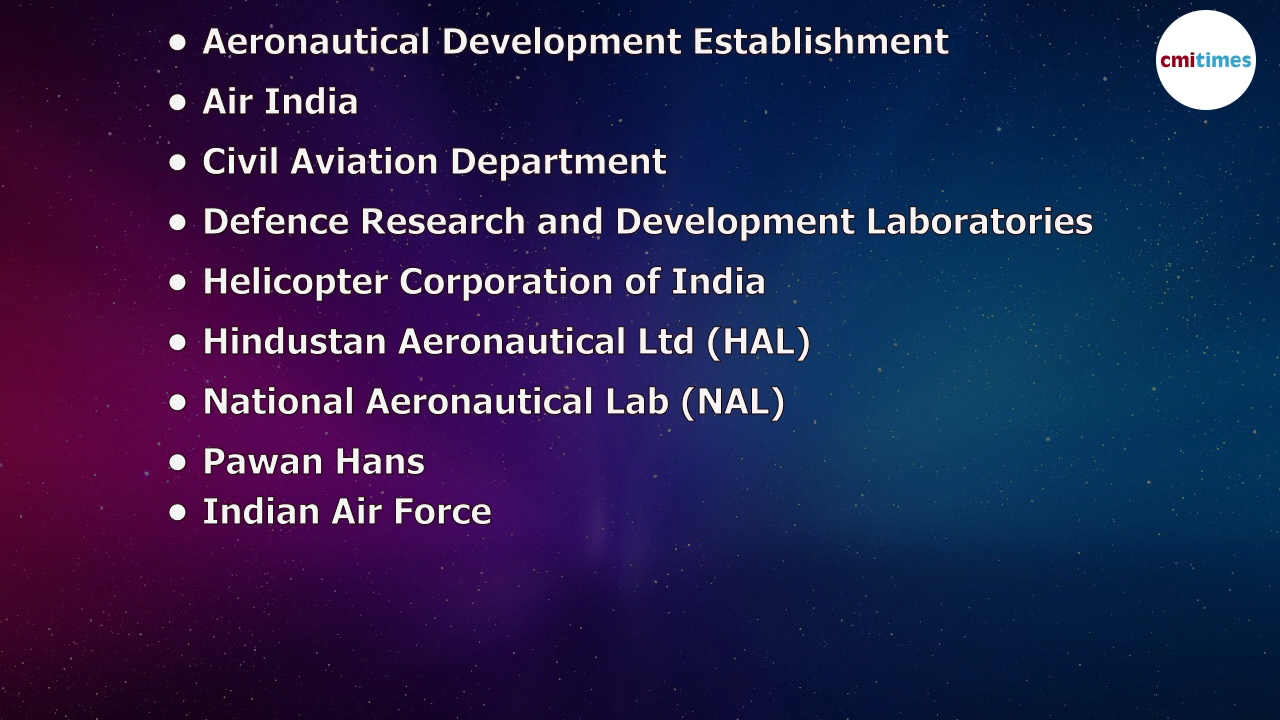 ● Aeronautical Development Establishment
● Air India
● Civil Aviation Department
● Defence Research and Development Laboratories
● Helicopter Corporation of India
● Hindustan Aeronautical Ltd (HAL)
● National Aeronautical Lab (NAL)
● Pawan Hans
● Indian Air Force
cmitimes